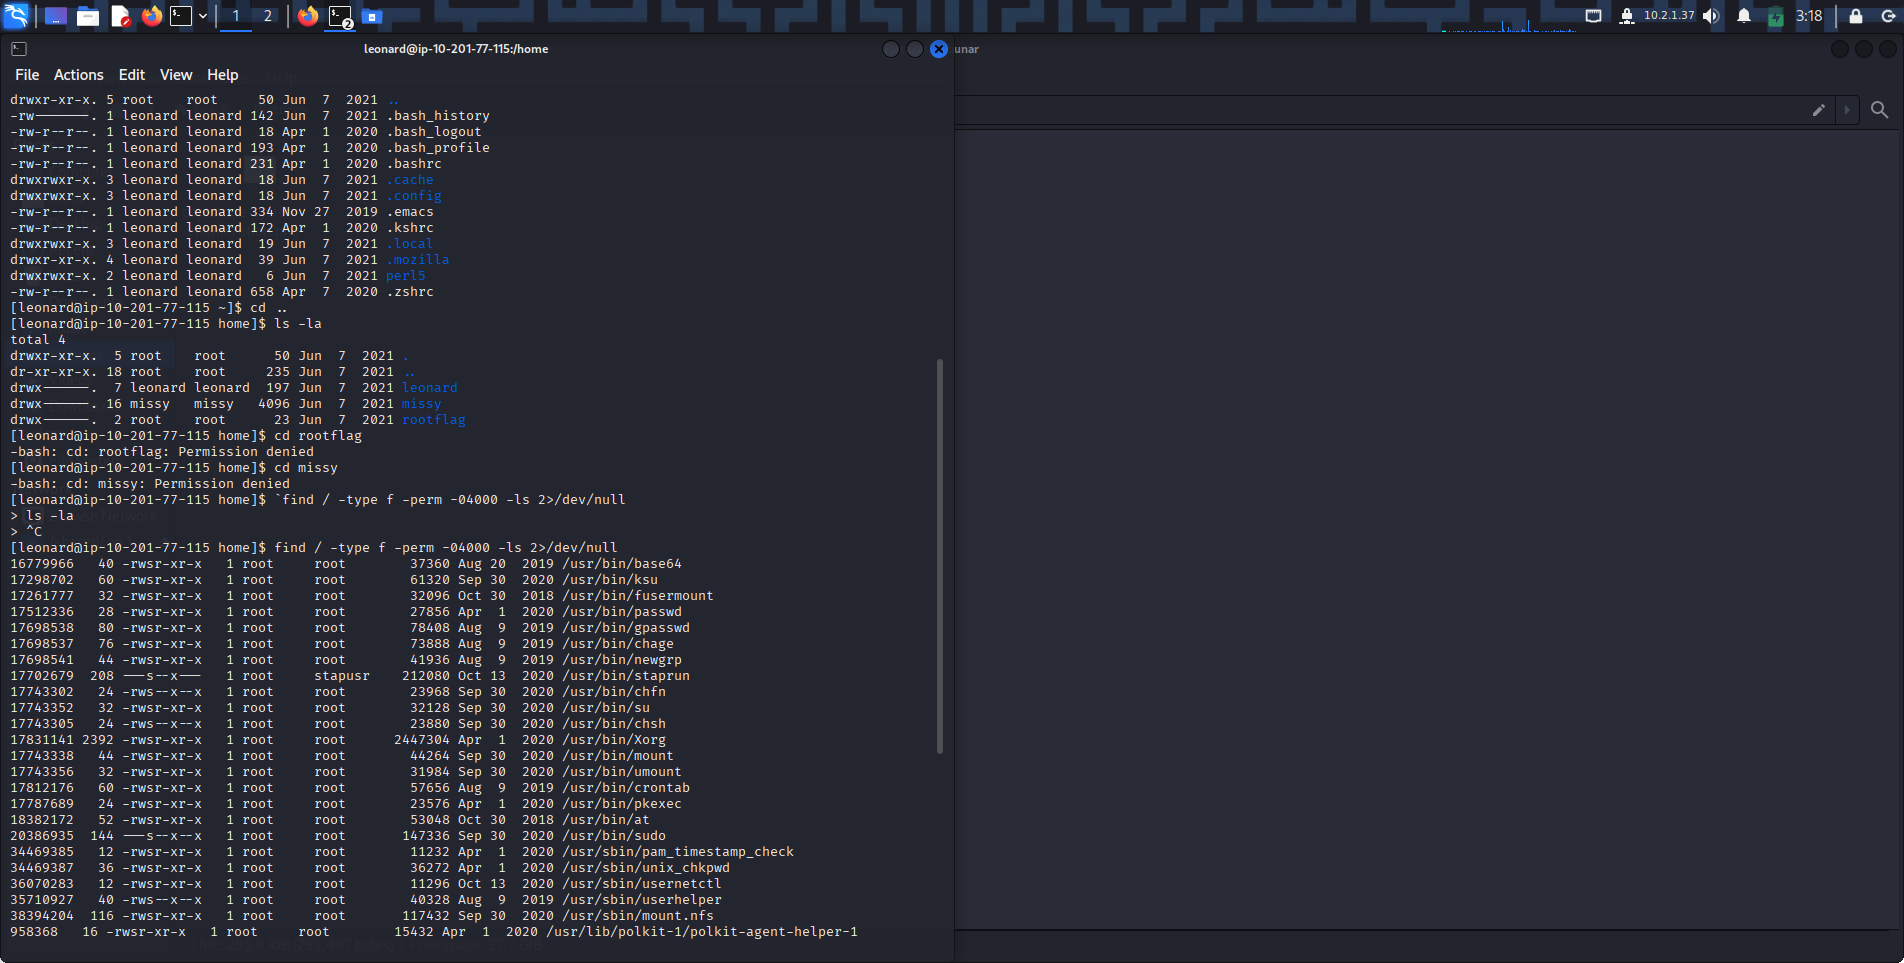 1 2 2 10.2.1.37 3:18
leonard@ip-10-201-77-115:/home
unar
File Actions Edit View Help
drwxr-xr-x. 5 root root 50 Jun 7 2021 ..
-rw-------. 1 leonard leonard 142 Jun 7 2021 .bash_history
-rw-r--r--. 1 leonard leonard 18 Apr 1 2020 .bash_logout
-rw-r--r--. 1 leonard leonard 193 Apr 1 2020 .bash_profile
-rw-r--r--. 1 leonard leonard 231 Apr 1 2020 .bashrc
drwxrwxr-x. 3 leonard leonard 18 Jun 7 2021 .cache
drwxrwxr-x. 3 leonard leonard 18 Jun 7 2021 .config
-rw-r--r--. 1 leonard leonard 334 Nov 27 2019 .emacs
-rw-r--r--. 1 leonard leonard 172 Apr 1 2020 .kshrc
drwxrwxr-x. 3 leonard leonard 19 Jun 7 2021 .local
drwxr-xr-x. 4 leonard leonard 39 Jun 7 2021 .mozilla
drwxrwxr-x. 2 leonard leonard 6 Jun 7 2021 perl5
-rw-r--r--. 1 leonard leonard 658 Apr 7 2020 .zshrc
[leonard@ip-10-201-77-115 ~]$ cd ..
[leonard@ip-10-201-77-115 home]$ ls -la
total 4
drwxr-xr-x. 5 root root 50 Jun 7 2021 .
dr-xr-xr-x. 18 root root 235 Jun 7 2021 ..
drwx------. 7 leonard leonard 197 Jun 7 2021 leonard
drwx------. 16 missy missy 4096 Jun 7 2021 missy
drwx------. 2 root root 23 Jun 7 2021 rootflag
[leonard@ip-10-201-77-115 home]$ cd rootflag
-bash: cd: rootflag: Permission denied
[leonard@ip-10-201-77-115 home]$ cd missy
-bash: cd: missy: Permission denied
[leonard@ip-10-201-77-115 home]$ `find / -type f -perm -04000 -ls 2>/dev/null
> ls -la
> ^C
[leonard@ip-10-201-77-115 home]$ find / -type f -perm -04000 -ls 2>/dev/null
16779966 40 -rwsr-xr-x 1 root root 37360 Aug 20 2019 /usr/bin/base64
17298702 60 -rwsr-xr-x 1 root root 61320 Sep 30 2020 /usr/bin/ksu
17261777 32 -rwsr-xr-x 1 root root 32096 Oct 30 2018 /usr/bin/fusermount
17512336 28 -rwsr-xr-x 1 root root 27856 Apr 1 2020 /usr/bin/passwd
17698538 80 -rwsr-xr-x 1 root root 78408 Aug 9 2019 /usr/bin/gpasswd
17698537 76 -rwsr-xr-x 1 root root 73888 Aug 9 2019 /usr/bin/chage
17698541 44 -rwsr-xr-x 1 root root 41936 Aug 9 2019 /usr/bin/newgrp
17702679 208 ---s--x--- 1 root stapusr 212080 Oct 13 2020 /usr/bin/staprun
17743302 24 -rws--x--x 1 root root 23968 Sep 30 2020 /usr/bin/chfn
17743352 32 -rwsr-xr-x 1 root root 32128 Sep 30 2020 /usr/bin/su
17743305 24 -rws--x--x 1 root root 23880 Sep 30 2020 /usr/bin/chsh
17831141 2392 -rwsr-xr-x 1 root root 2447304 Apr 1 2020 /usr/bin/Xorg
17743338 44 -rwsr-xr-x 1 root root 44264 Sep 30 2020 /usr/bin/mount
17743356 32 -rwsr-xr-x 1 root root 31984 Sep 30 2020 /usr/bin/umount
17812176 60 -rwsr-xr-x 1 root root 57656 Aug 9 2019 /usr/bin/crontab
17787689 24 -rwsr-xr-x 1 root root 23576 Apr 1 2020 /usr/bin/pkexec
18382172 52 -rwsr-xr-x 1 root root 53048 Oct 30 2018 /usr/bin/at
20386935 144 ---s--x--x 1 root root 147336 Sep 30 2020 /usr/bin/sudo
34469385 12 -rwsr-xr-x 1 root root 11232 Apr 1 2020 /usr/sbin/pam_timestamp_check
34469387 36 -rwsr-xr-x 1 root root 36272 Apr 1 2020 /usr/sbin/unix_chkpwd
36070283 12 -rwsr-xr-x 1 root root 11296 Oct 13 2020 /usr/sbin/usernetctl
35710927 40 -rws--x--x 1 root root 40328 Aug 9 2019 /usr/sbin/userhelper
38394204 116 -rwsr-xr-x 1 root root 117432 Sep 30 2020 /usr/sbin/mount.nfs
958368 16 -rwsr-xr-x 1 root root 15432 Apr 1 2020 /usr/lib/polkit-1/polkit-agent-helper-1